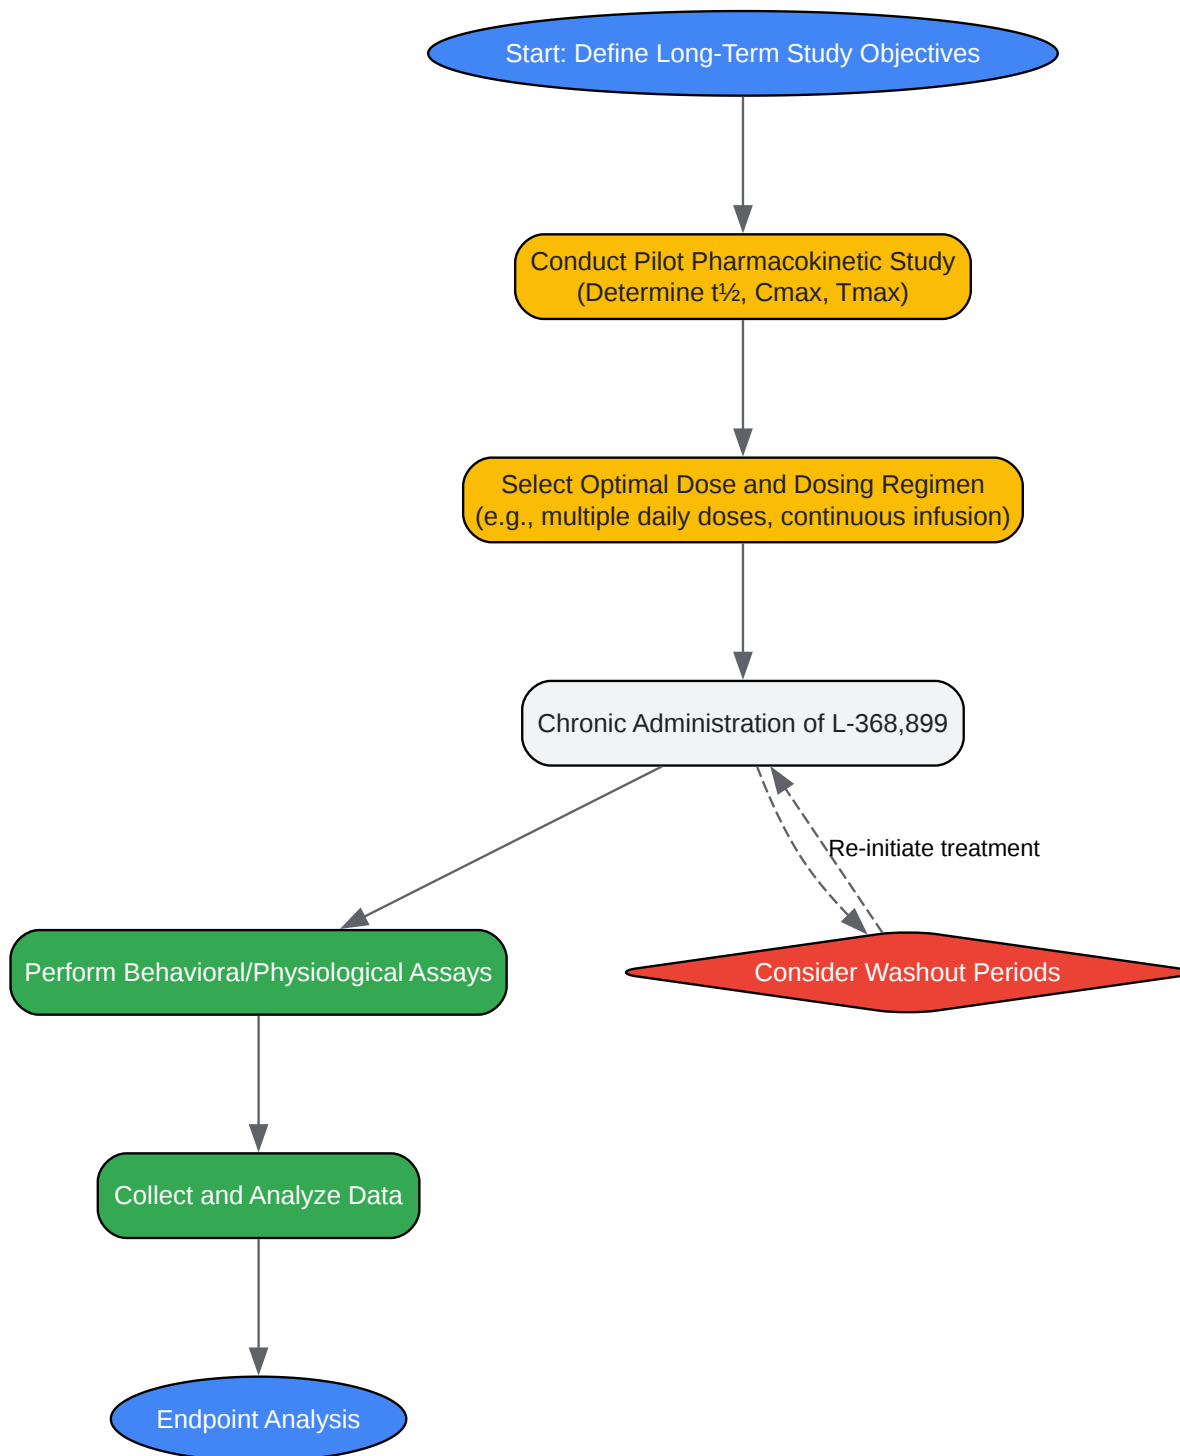 Start: Define Long-Term Study Objectives
Conduct Pilot Pharmacokinetic Study
(Determine t½, Cmax, Tmax)
Select Optimal Dose and Dosing Regimen
(e.g., multiple daily doses, continuous infusion)
Chronic Administration of L-368,899
Re-initiate treatment
Perform Behavioral/Physiological Assays
Consider Washout Periods
Collect and Analyze Data
Endpoint Analysis